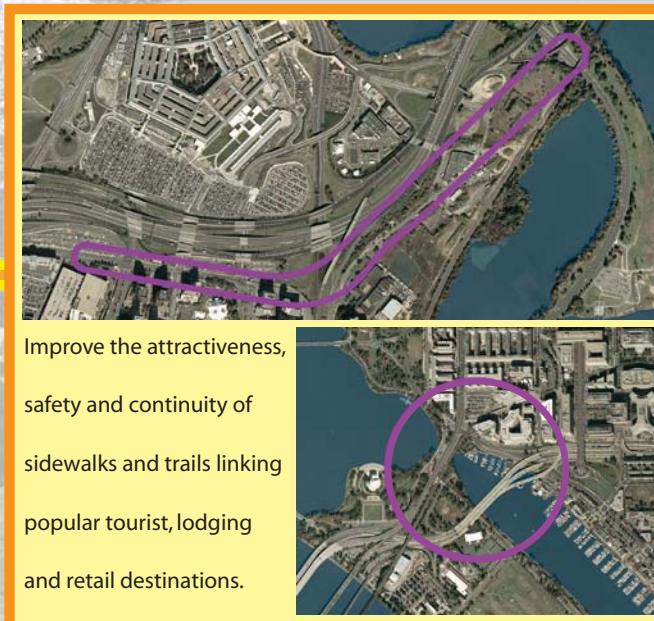 Improve the attractiveness,
safety and continuity of
sidewalks and trails linking
popular tourist, lodging
and retail destinations.